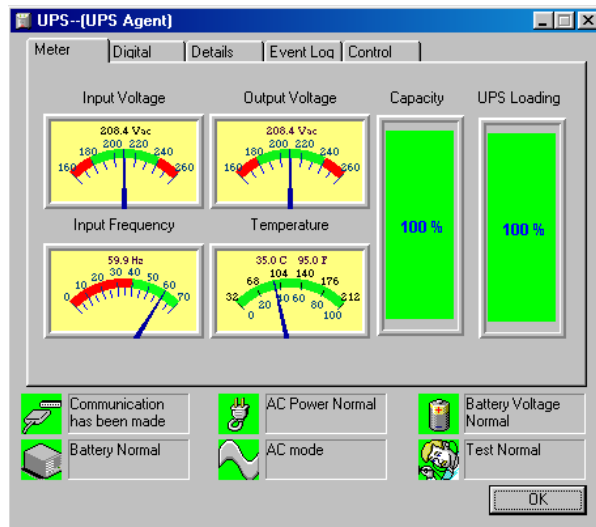 UPS--(UPS Agent)
Meter Digital Details Event Log Control
Input Voltage Output Voltage Capacity UPS Loading
208.4 Vac 208.4 Vac
160 180 200 220 240 260 160 180 200 220 240 260
100 % 100 %
Input Frequency Temperature
59.9 Hz 35.0 C 95.0 F
0 10 20 30 40 50 60 70 32 68 104 140 176 212
0 20 40 60 80 100
Communication has been made AC Power Normal Battery Voltage Normal
Battery Normal AC mode Test Normal
OK